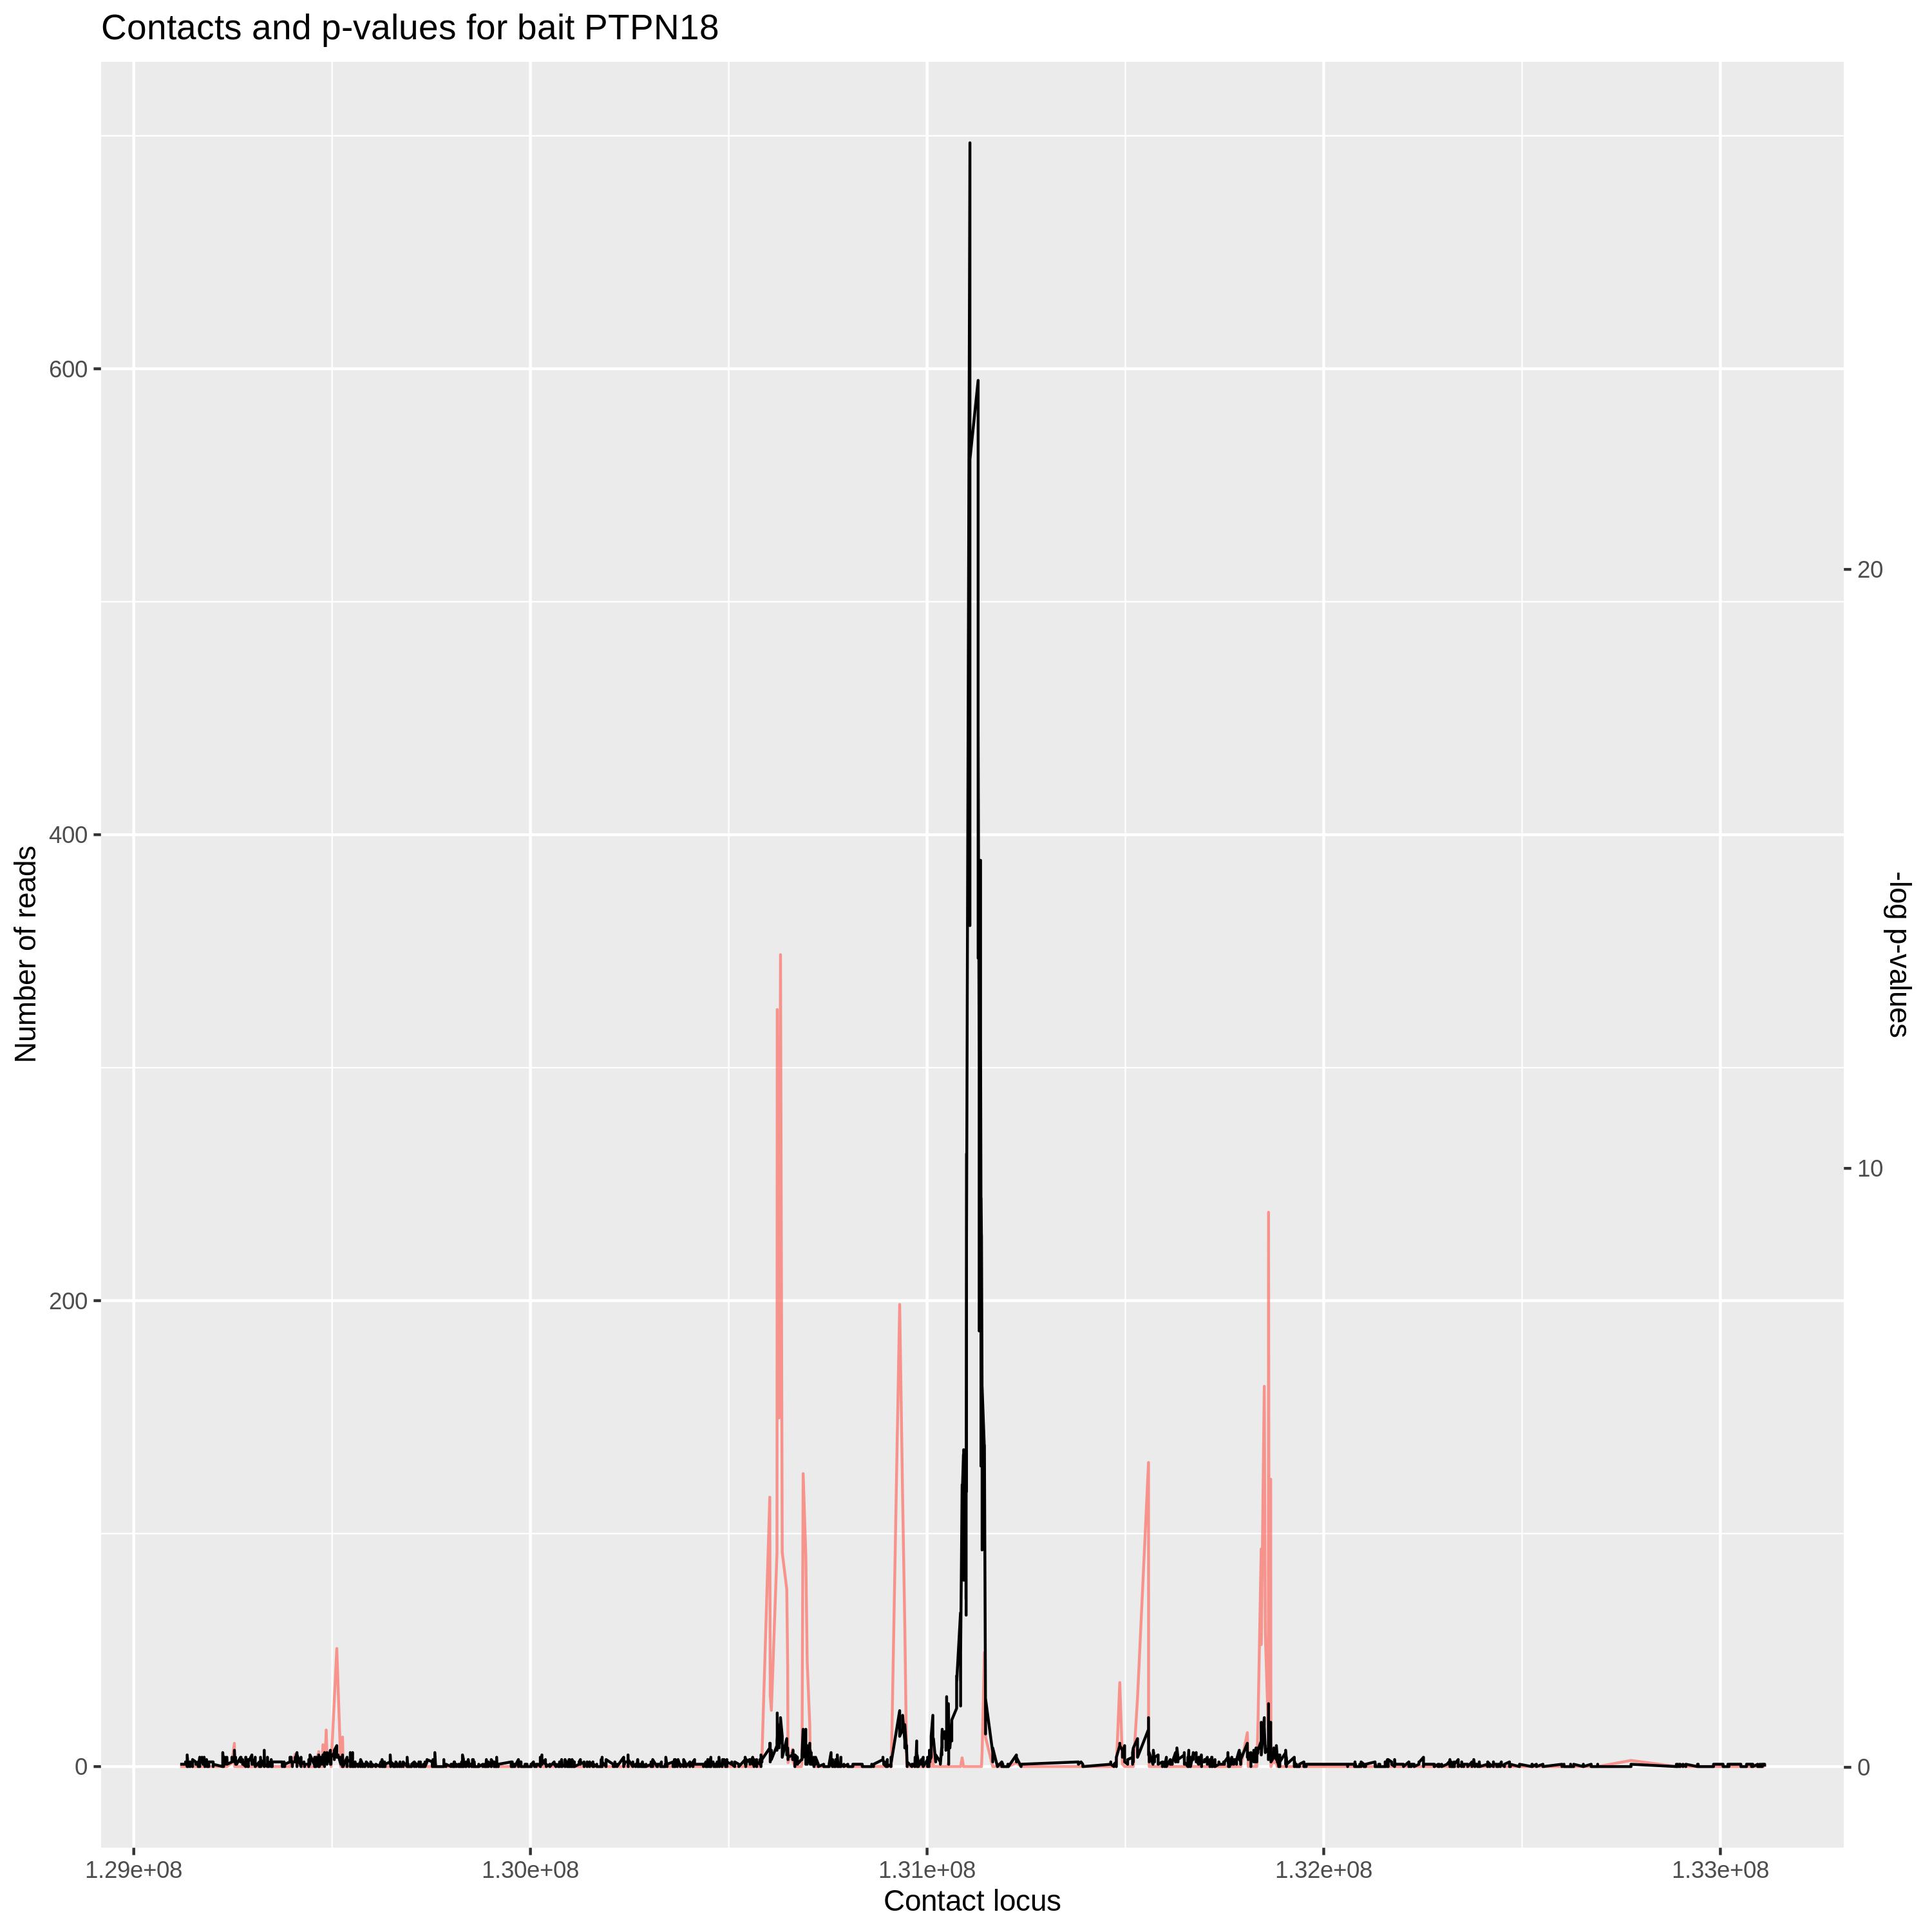 Contacts and p-values for bait PTPN18
600
400
200
0
Number of reads
20
10
0
-log p-values
1.29e+08
1.30e+08
1.31e+08
1.32e+08
1.33e+08
Contact locus